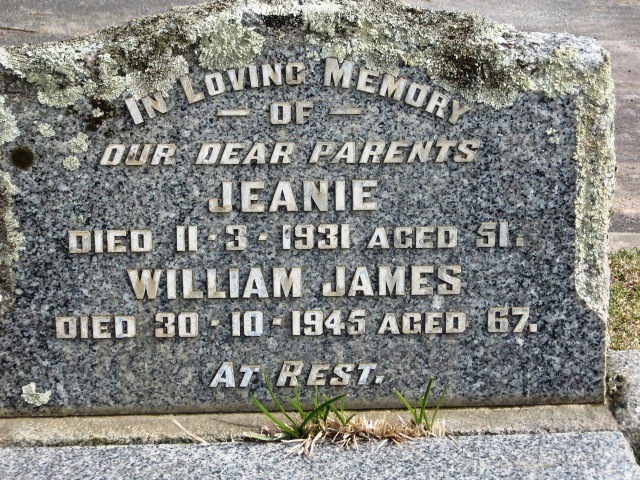 In Loving Memory
— OF —
OUR DEAR PARENTS
JEANIE
DIED 11-3-1931 AGED 51.
WILLIAM JAMES
DIED 30-10-1945 AGED 67.
AT REST.